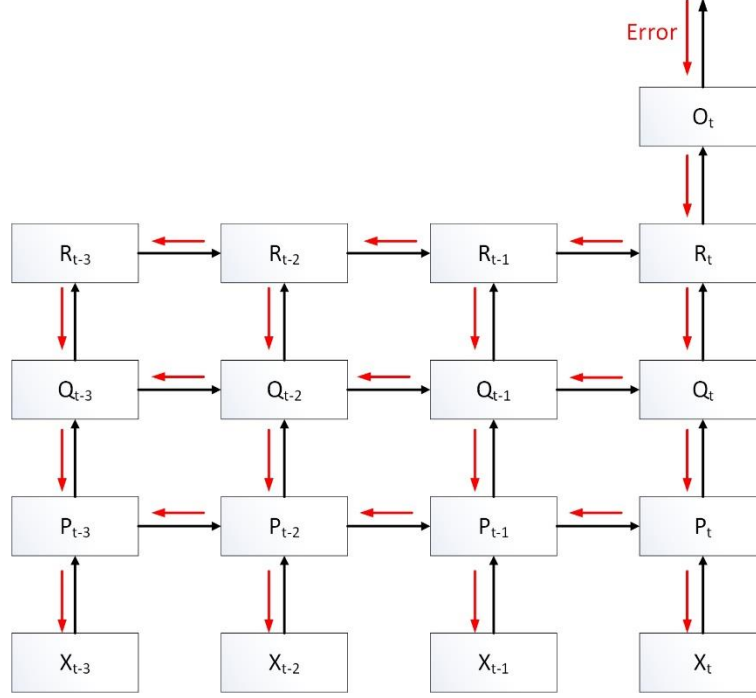 Error
Oₜ
Rₜ₋₃ Rₜ₋₂ Rₜ₋₁ Rₜ
Qₜ₋₃ Qₜ₋₂ Qₜ₋₁ Qₜ
Pₜ₋₃ Pₜ₋₂ Pₜ₋₁ Pₜ
Xₜ₋₃ Xₜ₋₂ Xₜ₋₁ Xₜ